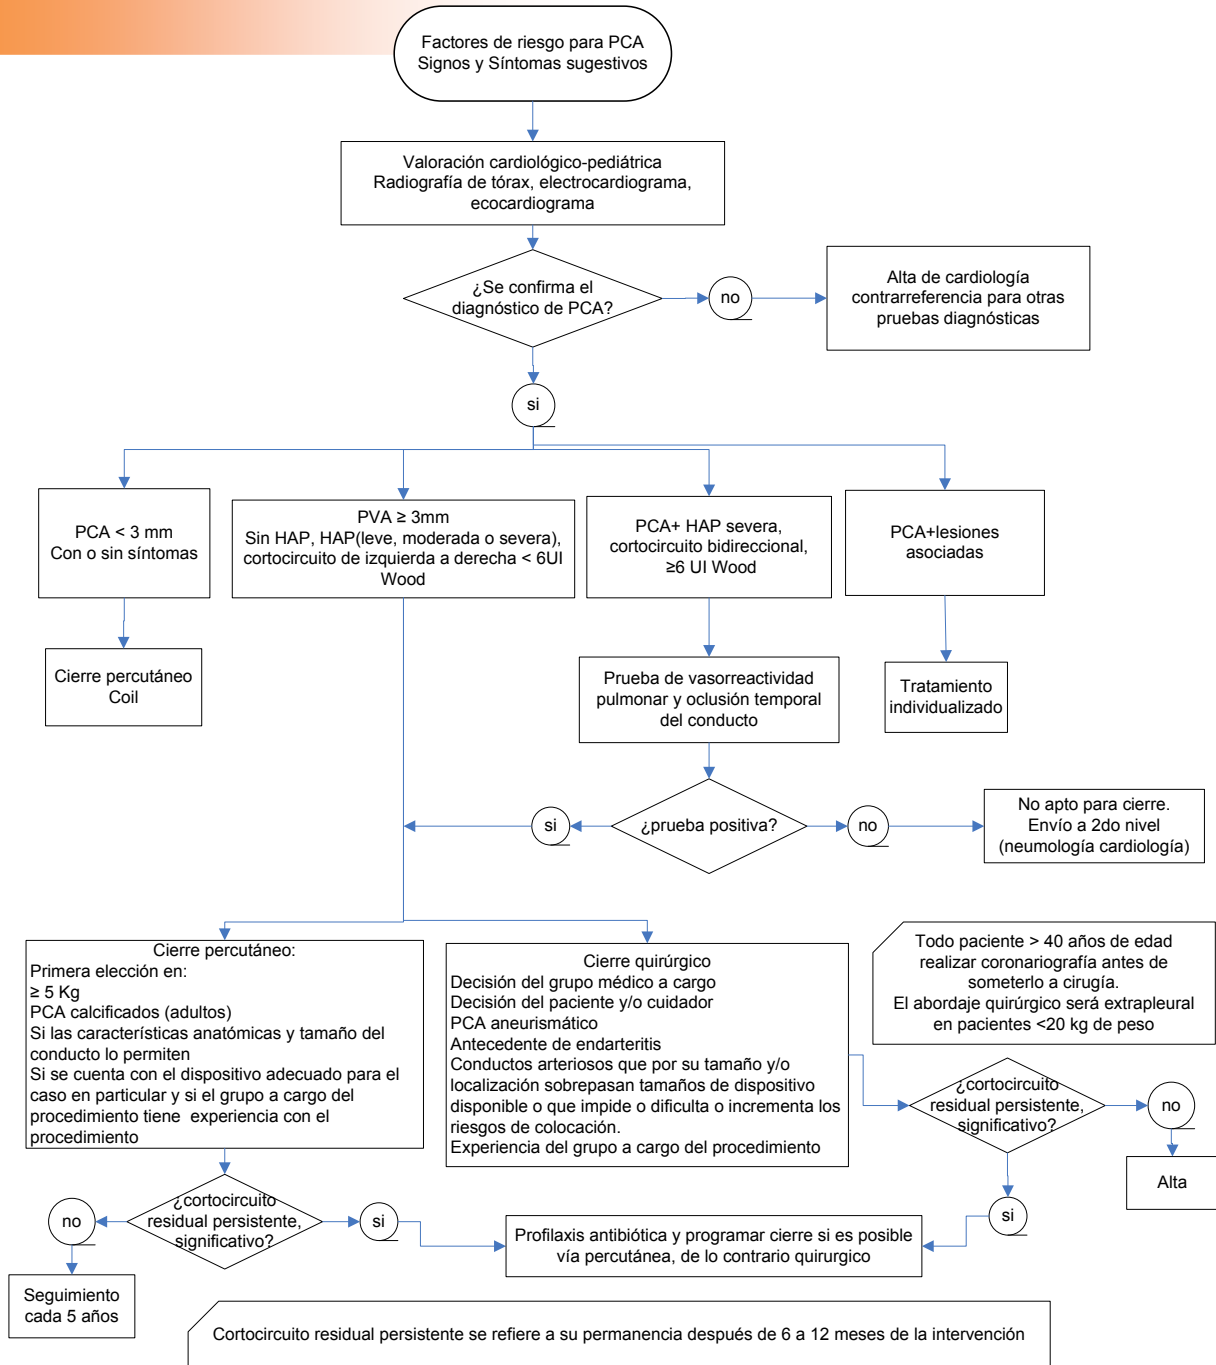 Factores de riesgo para PCA
Signos y Síntomas sugestivos
Valoración cardiológico-pediátrica
Radiografía de tórax, electrocardiograma,
ecocardiograma
¿Se confirma el
diagnóstico de PCA?
no
Alta de cardiología
contrarreferencia para otras
pruebas diagnósticas
si
PCA < 3 mm
Con o sin síntomas
PVA ≥ 3mm
Sin HAP, HAP(leve, moderada o severa),
cortocircuito de izquierda a derecha < 6UI
Wood
PCA+ HAP severa,
cortocircuito bidireccional,
≥6 UI Wood
PCA+lesiones
asociadas
Cierre percutáneo
Coil
Prueba de vasorreactividad
pulmonar y oclusión temporal
del conducto
Tratamiento
individualizado
si
¿prueba positiva?
no
No apto para cierre.
Envío a 2do nivel
(neumología cardiología)
Cierre percutáneo:
Primera elección en:
≥ 5 Kg
PCA calcificados (adultos)
Si las características anatómicas y tamaño del
conducto lo permiten
Si se cuenta con el dispositivo adecuado para el
caso en particular y si el grupo a cargo del
procedimiento tiene experiencia con el
procedimiento
Cierre quirúrgico
Decisión del grupo médico a cargo
Decisión del paciente y/o cuidador
PCA aneurismático
Antecedente de endarteritis
Conductos arteriosos que por su tamaño y/o
localización sobrepasan tamaños de dispositivo
disponible o que impide o dificulta o incrementa los
riesgos de colocación.
Experiencia del grupo a cargo del procedimiento
Todo paciente > 40 años de edad
realizar coronariografía antes de
someterlo a cirugía.
El abordaje quirúrgico será extrapleural
en pacientes <20 kg de peso
¿cortocircuito
residual persistente,
significativo?
no
Alta
si
¿cortocircuito
residual persistente,
significativo?
no
si
Profilaxis antibiótica y programar cierre si es posible
vía percutánea, de lo contrario quirurgico
Seguimiento
cada 5 años
Cortocircuito residual persistente se refiere a su permanencia después de 6 a 12 meses de la intervención